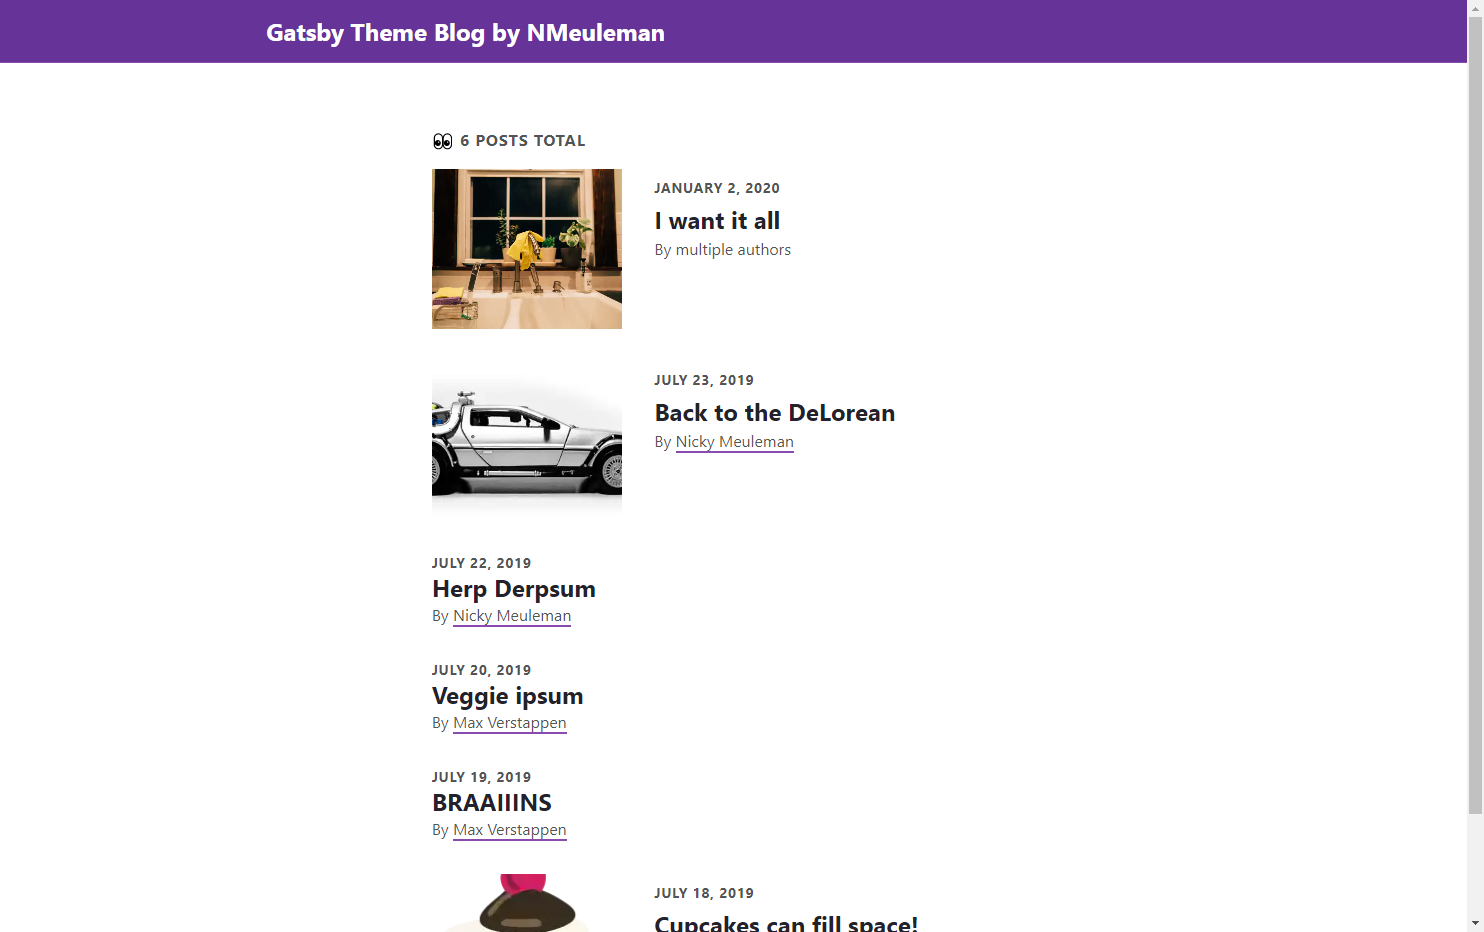 Gatsby Theme Blog by NMeuleman
👀 6 POSTS TOTAL
JANUARY 2, 2020
I want it all
By multiple authors
JULY 23, 2019
Back to the DeLorean
By Nicky Meuleman
JULY 22, 2019
Herp Derpsum
By Nicky Meuleman
JULY 20, 2019
Veggie ipsum
By Max Verstappen
JULY 19, 2019
BRAAIIINS
By Max Verstappen
JULY 18, 2019
Cupcakes can fill space!